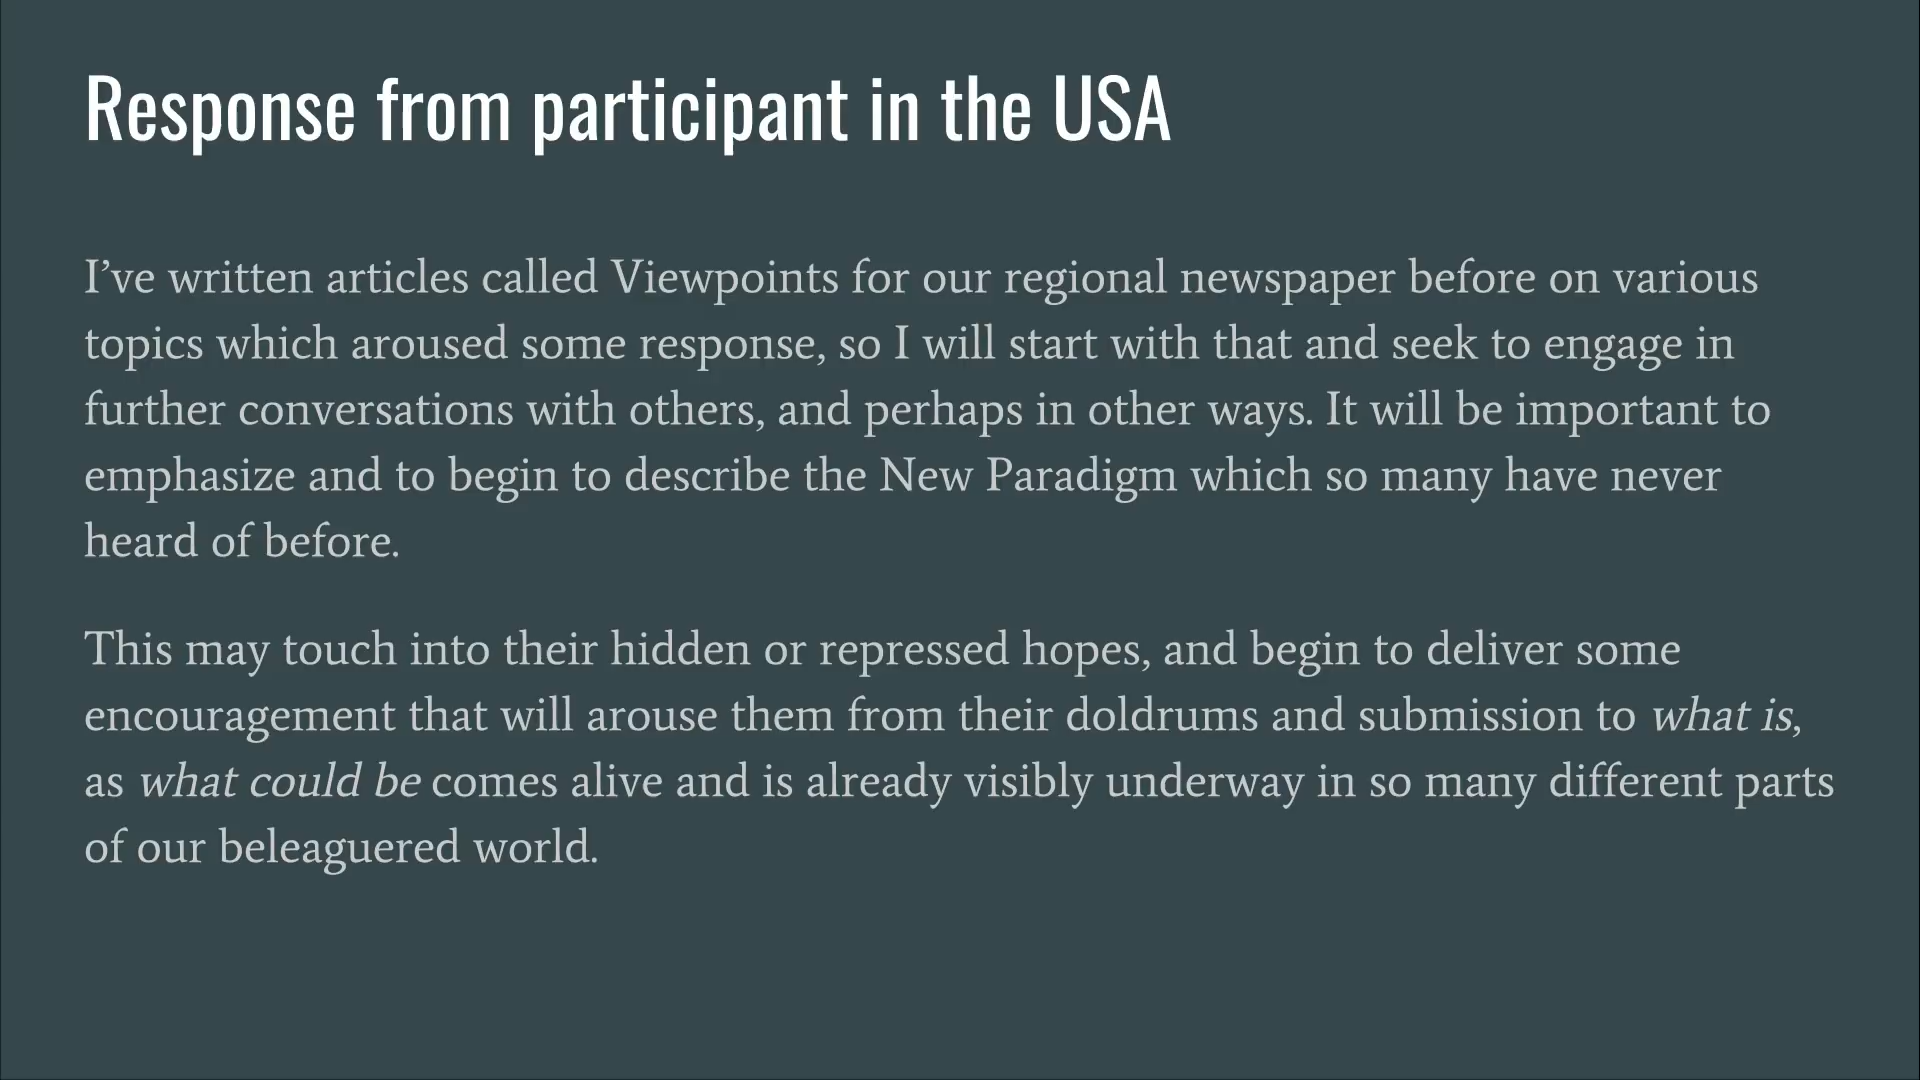 Response from participant in the USA
I’ve written articles called Viewpoints for our regional newspaper before on various
topics which aroused some response, so I will start with that and seek to engage in
further conversations with others, and perhaps in other ways. It will be important to
emphasize and to begin to describe the New Paradigm which so many have never
heard of before.
This may touch into their hidden or repressed hopes, and begin to deliver some
encouragement that will arouse them from their doldrums and submission to what is,
as what could be comes alive and is already visibly underway in so many different parts
of our beleaguered world.